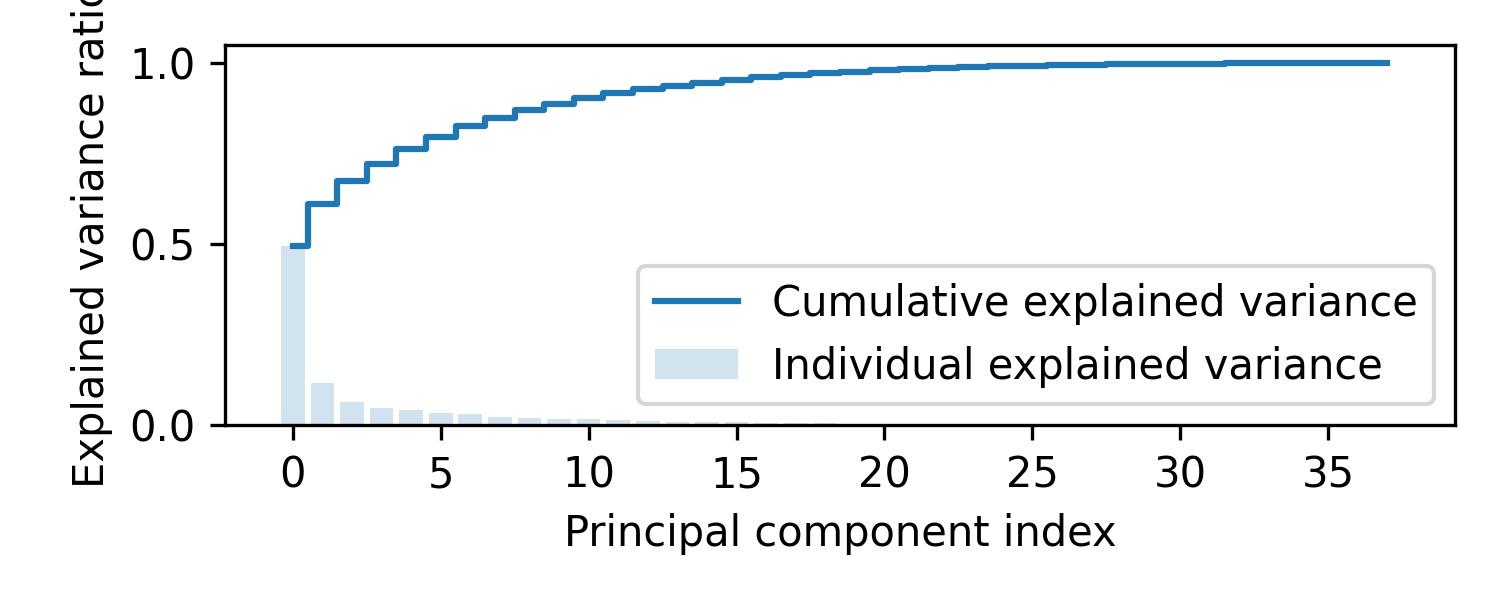 Explained variance ratio
1.0
0.5
0.0
Cumulative explained variance
Individual explained variance
0 5 10 15 20 25 30 35
Principal component index